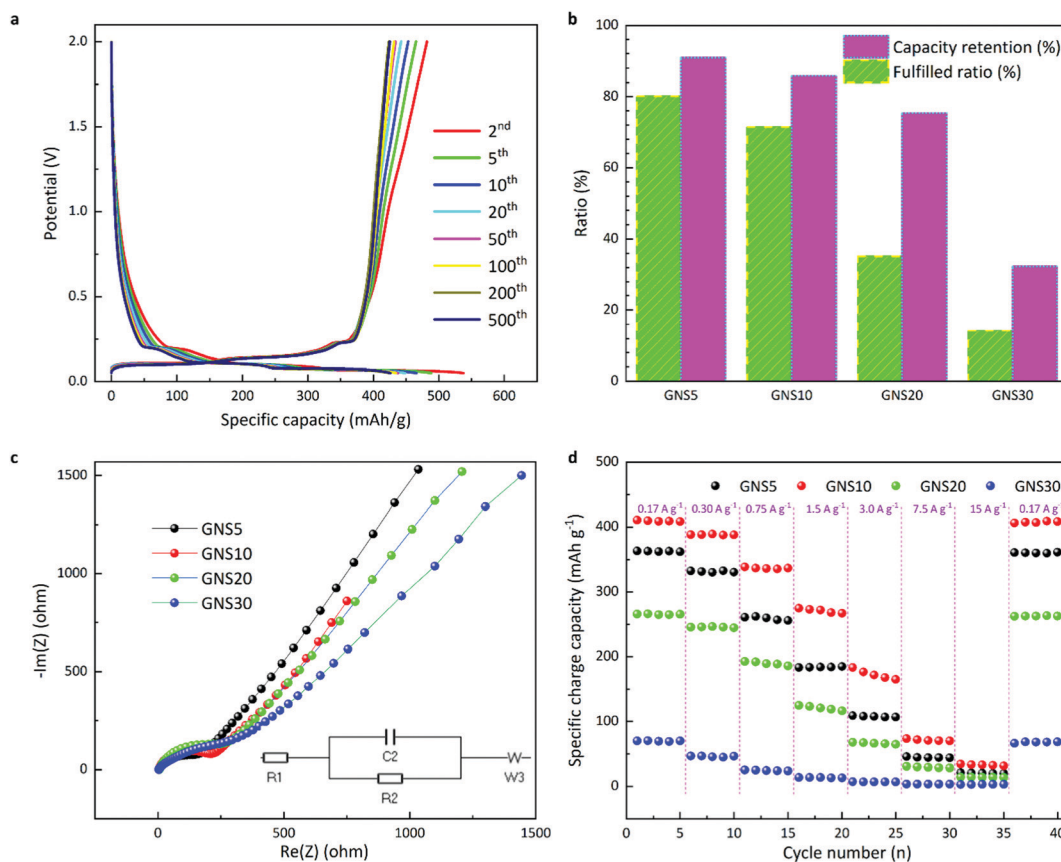 a
2.0
1.5
1.0
0.5
0.0
Potential (V)
2nd
5th
10th
20th
50th
100th
200th
500th
0 100 200 300 400 500 600
Specific capacity (mAh/g)
b
100
80
60
40
20
0
Ratio (%)
Capacity retention (%)
Fulfilled ratio (%)
GNS5 GNS10 GNS20 GNS30
c
1500
1000
500
0
-Im(Z) (ohm)
GNS5
GNS10
GNS20
GNS30
R1
C2
R2
W
W3
0 500 1000 1500
Re(Z) (ohm)
d
500
400
300
200
100
0
Specific charge capacity (mAh g-1)
GNS5 GNS10 GNS20 GNS30
0.17 A g-1 0.30 A g-1 0.75 A g-1 1.5 A g-1 3.0 A g-1 7.5 A g-1 15 A g-1 0.17 A g-1
0 5 10 15 20 25 30 35 40
Cycle number (n)